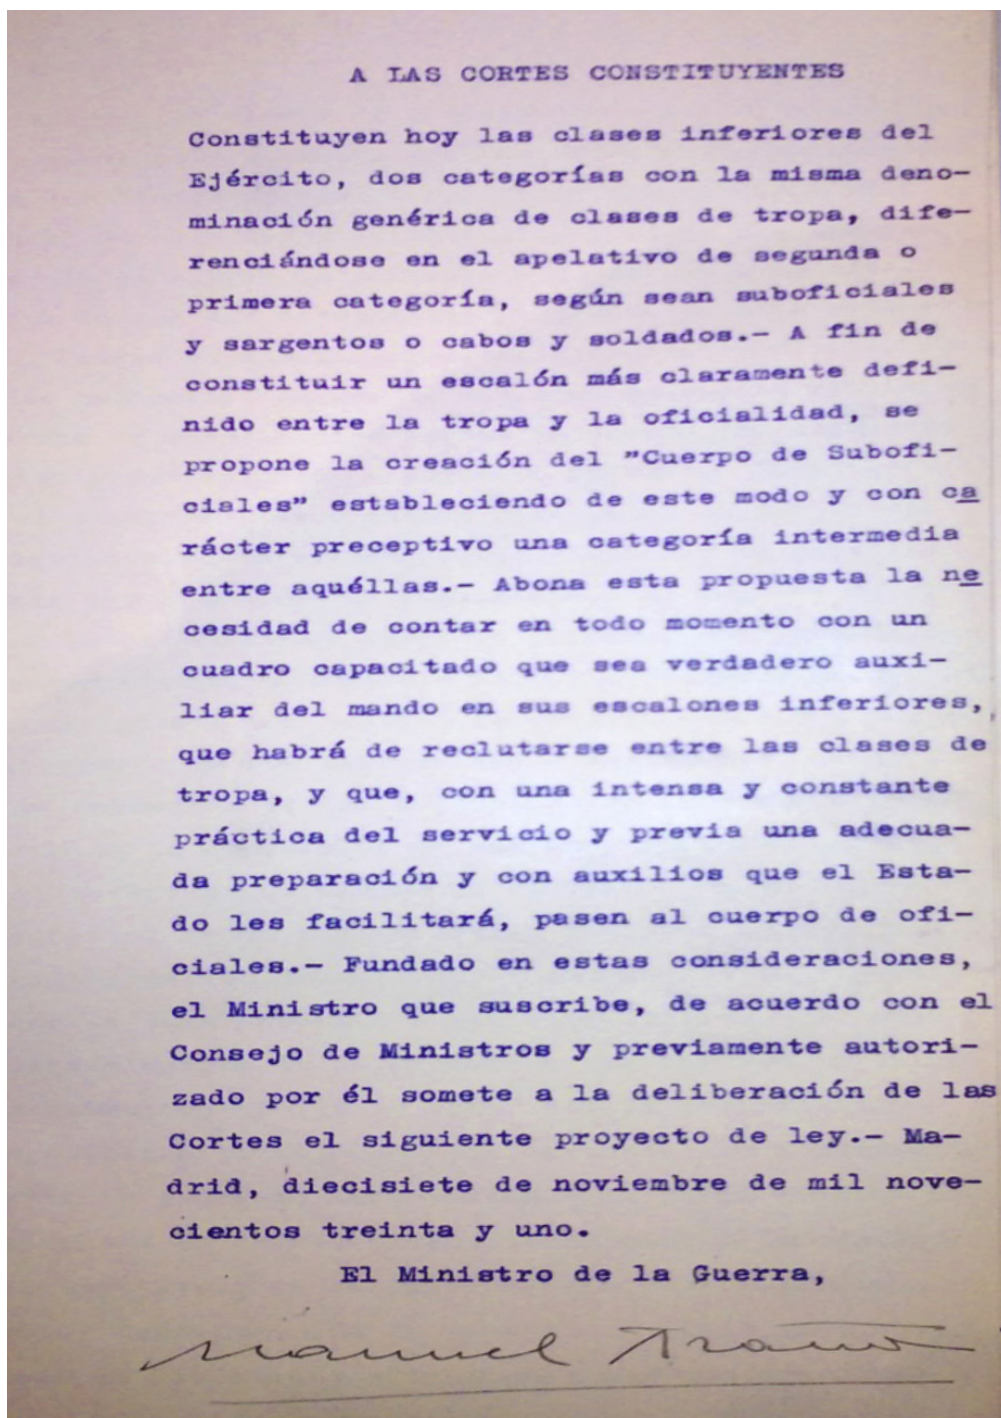 A LAS CORTES CONSTITUYENTES
Constituyen hoy las clases inferiores del
Ejército, dos categorías con la misma deno-
minación genérica de clases de tropa, dife-
renciándose en el apelativo de segunda o
primera categoría, según sean suboficiales
y sargentos o cabos y soldados.- A fin de
constituir un escalón más claramente defi-
nido entre la tropa y la oficialidad, se
propone la creación del "Cuerpo de Subofi-
ciales" estableciendo de este modo y con ca
rácter preceptivo una categoría intermedia
entre aquéllas.- Abona esta propuesta la ne
cesidad de contar en todo momento con un
cuadro capacitado que sea verdadero auxi-
liar del mando en sus escalones inferiores,
que habrá de reclutarse entre las clases de
tropa, y que, con una intensa y constante
práctica del servicio y previa una adecua-
da preparación y con auxilios que el Esta-
do les facilitará, pasen al cuerpo de ofi-
ciales.- Fundado en estas consideraciones,
el Ministro que suscribe, de acuerdo con el
Consejo de Ministros y previamente autori-
zado por él somete a la deliberación de las
Cortes el siguiente proyecto de ley.- Ma-
drid, diecisiete de noviembre de mil nove-
cientos treinta y uno.
El Ministro de la Guerra,
Manuel Azaña